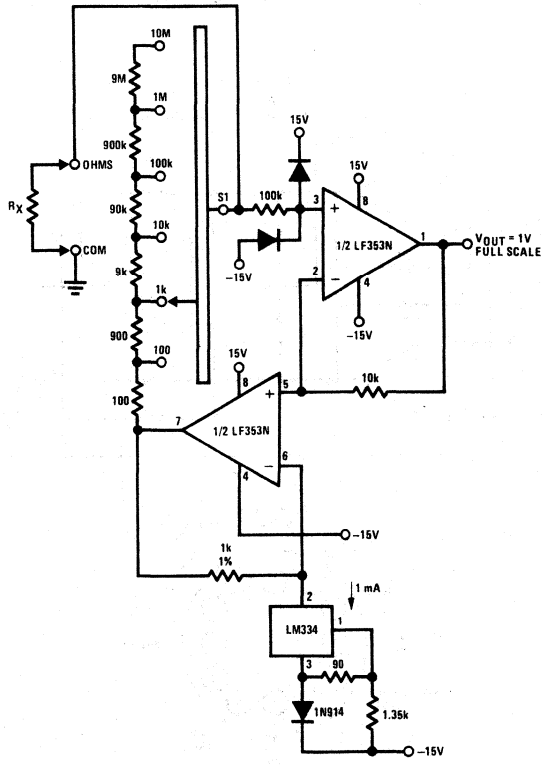 10M
9M
1M
900k
100k
OHMS
90k
RX
10k
COM
9k
1k
900
100
100
S1
100k
15V
-15V
3
+
2
−
1/2 LF353N
15V
8
1
4
-15V
VOUT = 1V
FULL SCALE
10k
15V
8
5
+
6
−
7
1/2 LF353N
4
-15V
1k
1%
1 mA
2
LM334
1
3
90
1N914
1.35k
-15V